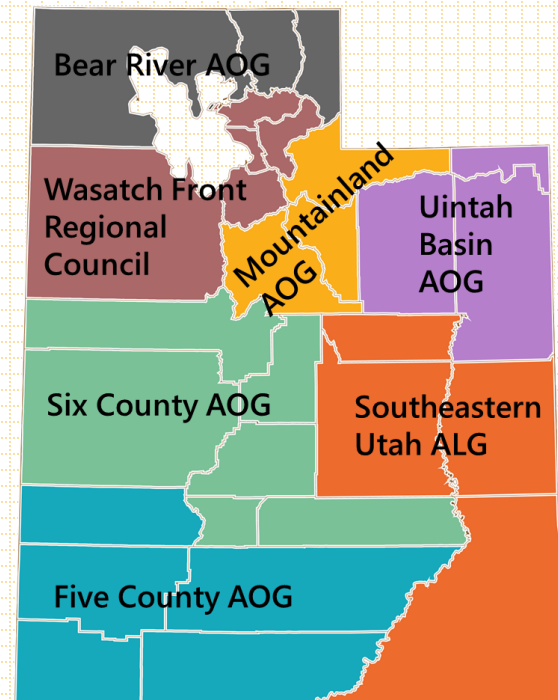 Bear River AOG
Wasatch Front
Regional
Council
Mountainland
AOG
Uintah
Basin
AOG
Six County AOG
Southeastern
Utah ALG
Five County AOG